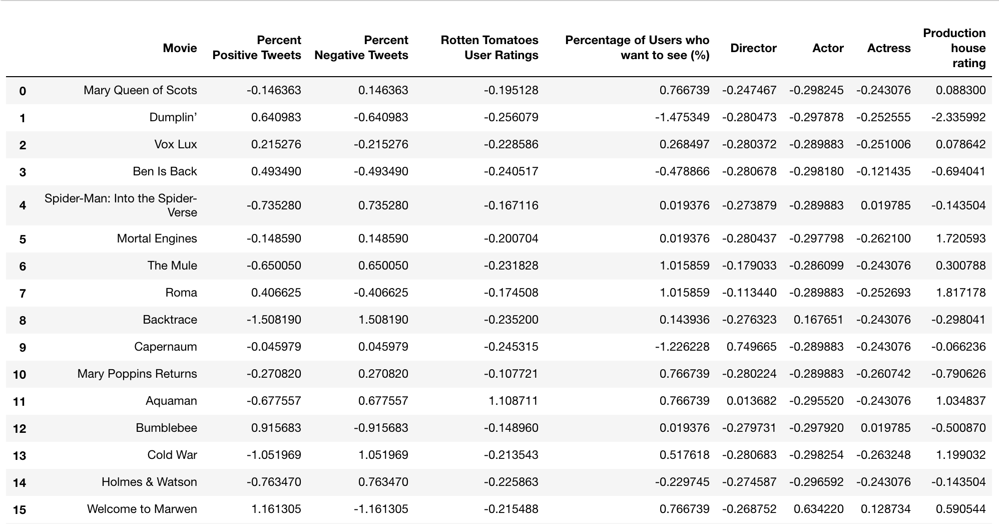 Movie Percent Positive Tweets Percent Negative Tweets Rotten Tomatoes User Ratings Percentage of Users who want to see (%) Director Actor Actress Production house rating
0 Mary Queen of Scots -0.146363 0.146363 -0.195128 0.766739 -0.247467 -0.298245 -0.243076 0.088300
1 Dumplin’ 0.640983 -0.640983 -0.256079 -1.475349 -0.280473 -0.297878 -0.252555 -2.335992
2 Vox Lux 0.215276 -0.215276 -0.228586 0.268497 -0.280372 -0.289883 -0.251006 0.078642
3 Ben Is Back 0.493490 -0.493490 -0.240517 -0.478866 -0.280678 -0.298180 -0.121435 -0.694041
4 Spider-Man: Into the Spider-Verse -0.735280 0.735280 -0.167116 0.019376 -0.273879 -0.289883 0.019785 -0.143504
5 Mortal Engines -0.148590 0.148590 -0.200704 0.019376 -0.280437 -0.297798 -0.262100 1.720593
6 The Mule -0.650050 0.650050 -0.231828 1.015859 -0.179033 -0.286099 -0.243076 0.300788
7 Roma 0.406625 -0.406625 -0.174508 1.015859 -0.113440 -0.289883 -0.252693 1.817178
8 Backtrace -1.508190 1.508190 -0.235200 0.143936 -0.276323 0.167651 -0.243076 -0.298041
9 Capernaum -0.045979 0.045979 -0.245315 -1.226228 0.749665 -0.289883 -0.243076 -0.066236
10 Mary Poppins Returns -0.270820 0.270820 -0.107721 0.766739 -0.280224 -0.289883 -0.260742 -0.790626
11 Aquaman -0.677557 0.677557 1.108711 0.766739 0.013682 -0.295520 -0.243076 1.034837
12 Bumblebee 0.915683 -0.915683 -0.148960 0.019376 -0.279731 -0.297920 0.019785 -0.500870
13 Cold War -1.051969 1.051969 -0.213543 0.517618 -0.280683 -0.298254 -0.263248 1.199032
14 Holmes & Watson -0.763470 0.763470 -0.225863 -0.229745 -0.274587 -0.296592 -0.243076 -0.143504
15 Welcome to Marwen 1.161305 -1.161305 -0.215488 0.766739 -0.268752 0.634220 0.128734 0.590544